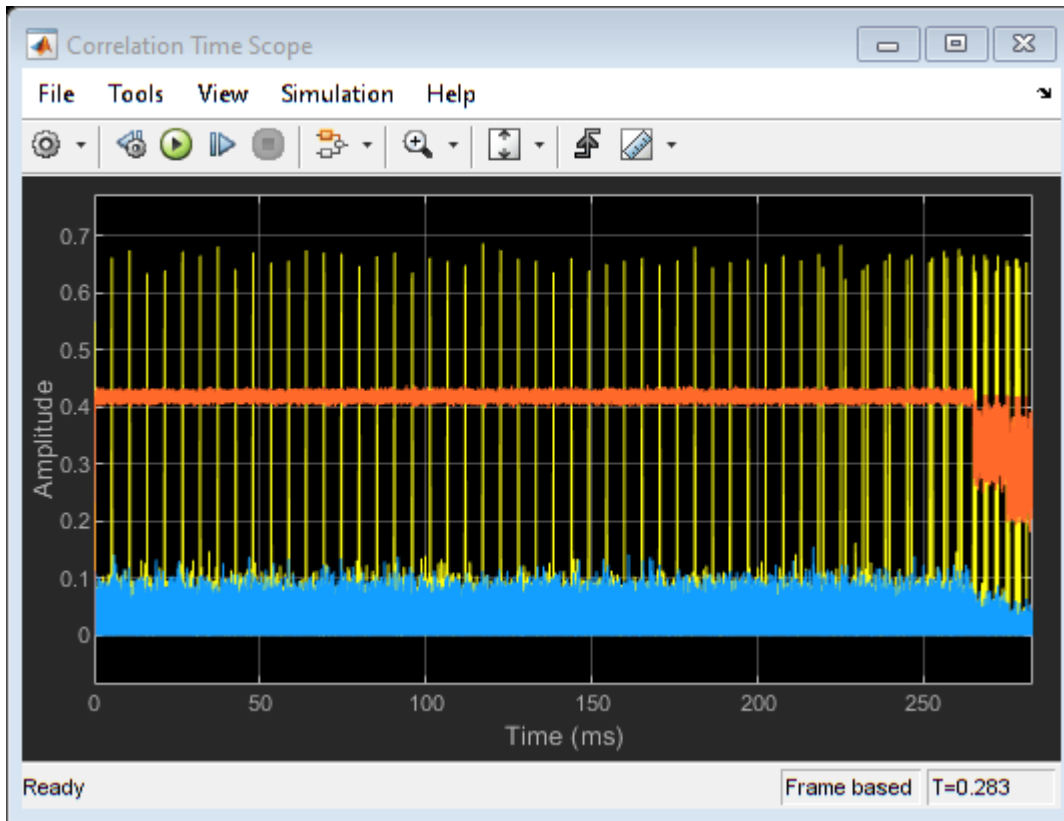 Correlation Time Scope
File Tools View Simulation Help
0.7
0.6
0.5
0.4
0.3
0.2
0.1
0
Amplitude
0 50 100 150 200 250
Time (ms)
Ready Frame based T=0.283